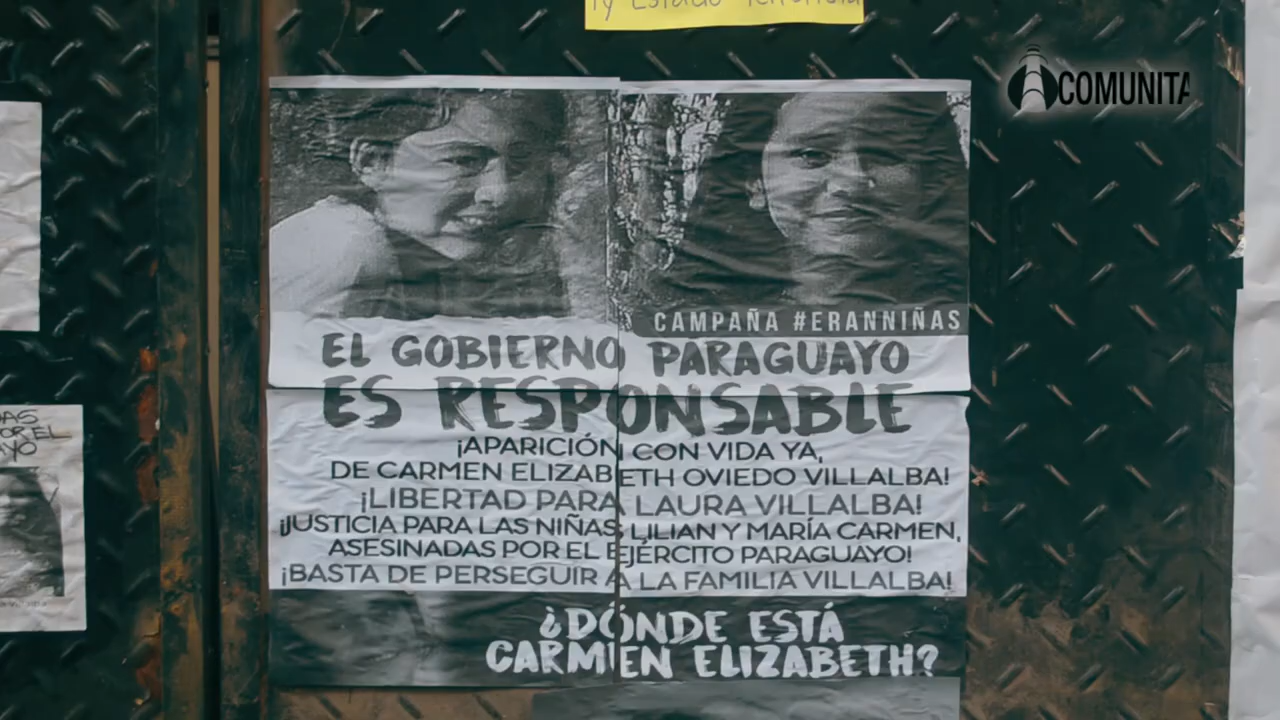 y Estado Terrorista
COMUNITA
CAMPAÑA #ERANNIÑAS
EL GOBIERNO PARAGUAYO
ES RESPONSABLE
¡APARICIÓN CON VIDA YA,
DE CARMEN ELIZABETH OVIEDO VILLALBA!
¡LIBERTAD PARA LAURA VILLALBA!
¡JUSTICIA PARA LAS NIÑAS LILIAN Y MARÍA CARMEN,
ASESINADAS POR EL EJÉRCITO PARAGUAYO!
¡BASTA DE PERSEGUIR A LA FAMILIA VILLALBA!
¿DÓNDE ESTÁ
CARMEN ELIZABETH?